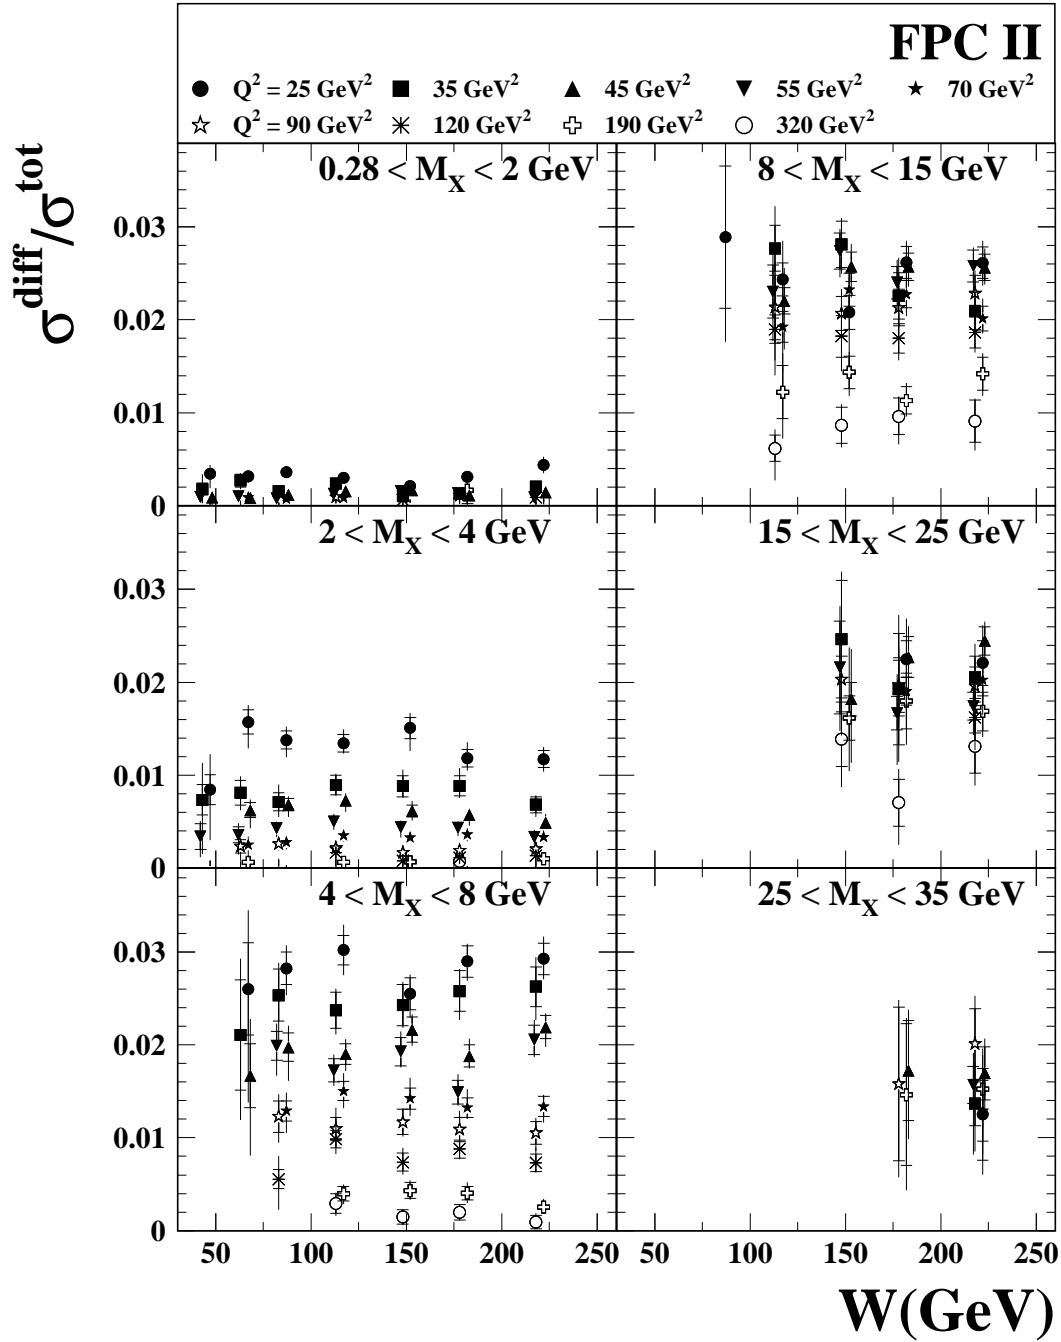 FPC II
Q² = 25 GeV² 35 GeV² 45 GeV² 55 GeV² 70 GeV²
Q² = 90 GeV² 120 GeV² 190 GeV² 320 GeV²
σ^diff/σ^tot
0.28 < M_X < 2 GeV
8 < M_X < 15 GeV
0.03
0.02
0.01
0
2 < M_X < 4 GeV
15 < M_X < 25 GeV
0.03
0.02
0.01
0
4 < M_X < 8 GeV
25 < M_X < 35 GeV
0.03
0.02
0.01
0
50 100 150 200 250 50 100 150 200 250
W(GeV)